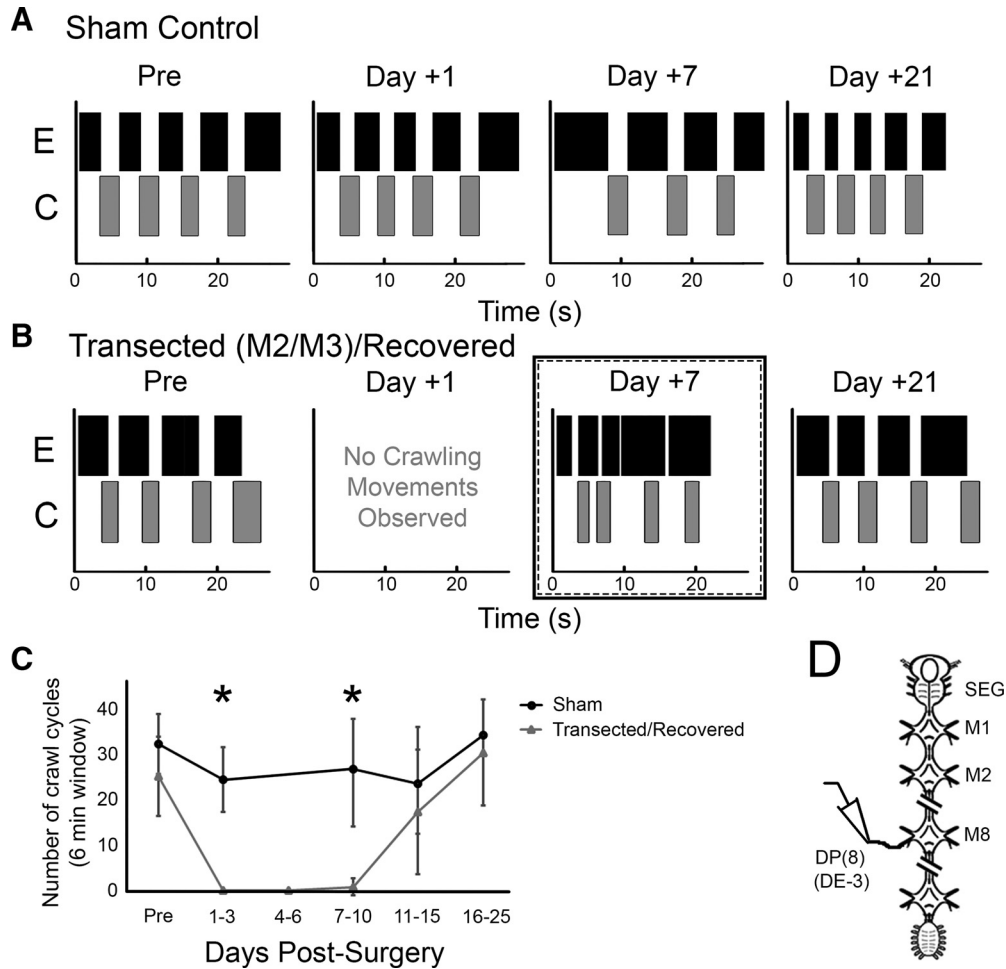 A Sham Control
Pre Day +1 Day +7 Day +21
E
C
0 10 20 0 10 20 0 10 20 0 10 20
Time (s)
B Transected (M2/M3)/Recovered
Pre Day +1 Day +7 Day +21
E
C
No Crawling
Movements
Observed
0 10 20 0 10 20 0 10 20 0 10 20
Time (s)
C
Number of crawl cycles
(6 min window)
40
30
20
10
0
* *
Sham
Transected/Recovered
Pre 1-3 4-6 7-10 11-15 16-25
Days Post-Surgery
D
SEG
M1
M2
M8
DP(8)
(DE-3)